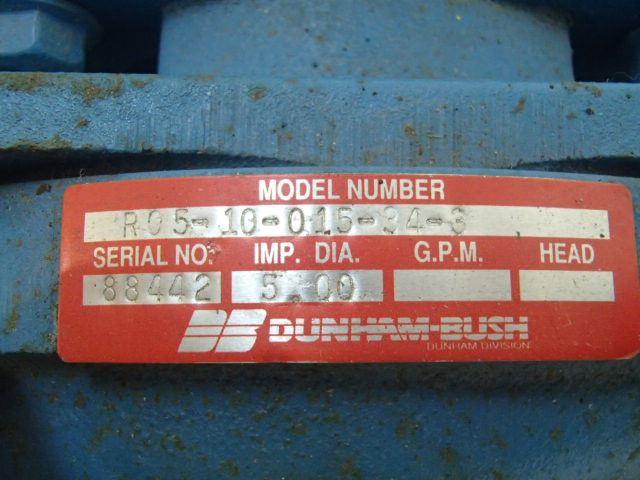 MODEL NUMBER
R05-10-015-34-3
SERIAL NO. IMP. DIA. G.P.M. HEAD
88442 5.00
DUNHAM-BUSH
DUNHAM DIVISION